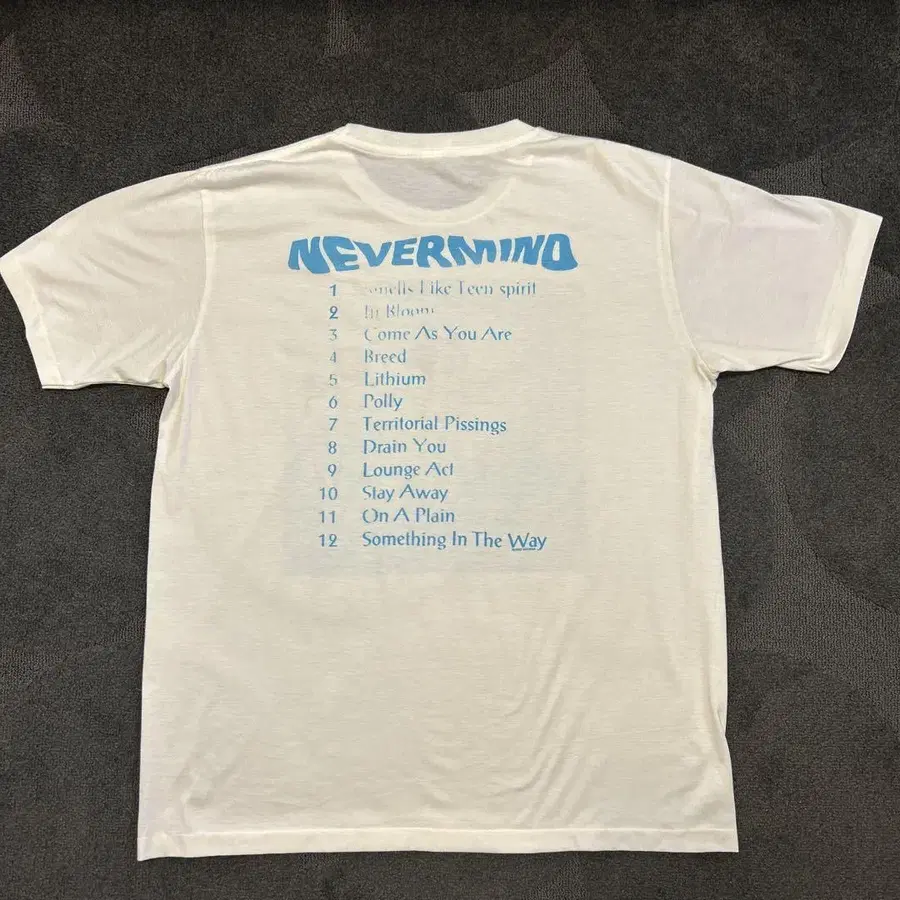 NEVERMIND
1 Smells Like Teen spirit
2 In Bloom
3 Come As You Are
4 Breed
5 Lithium
6 Polly
7 Territorial Pissings
8 Drain You
9 Lounge Act
10 Stay Away
11 On A Plain
12 Something In The Way